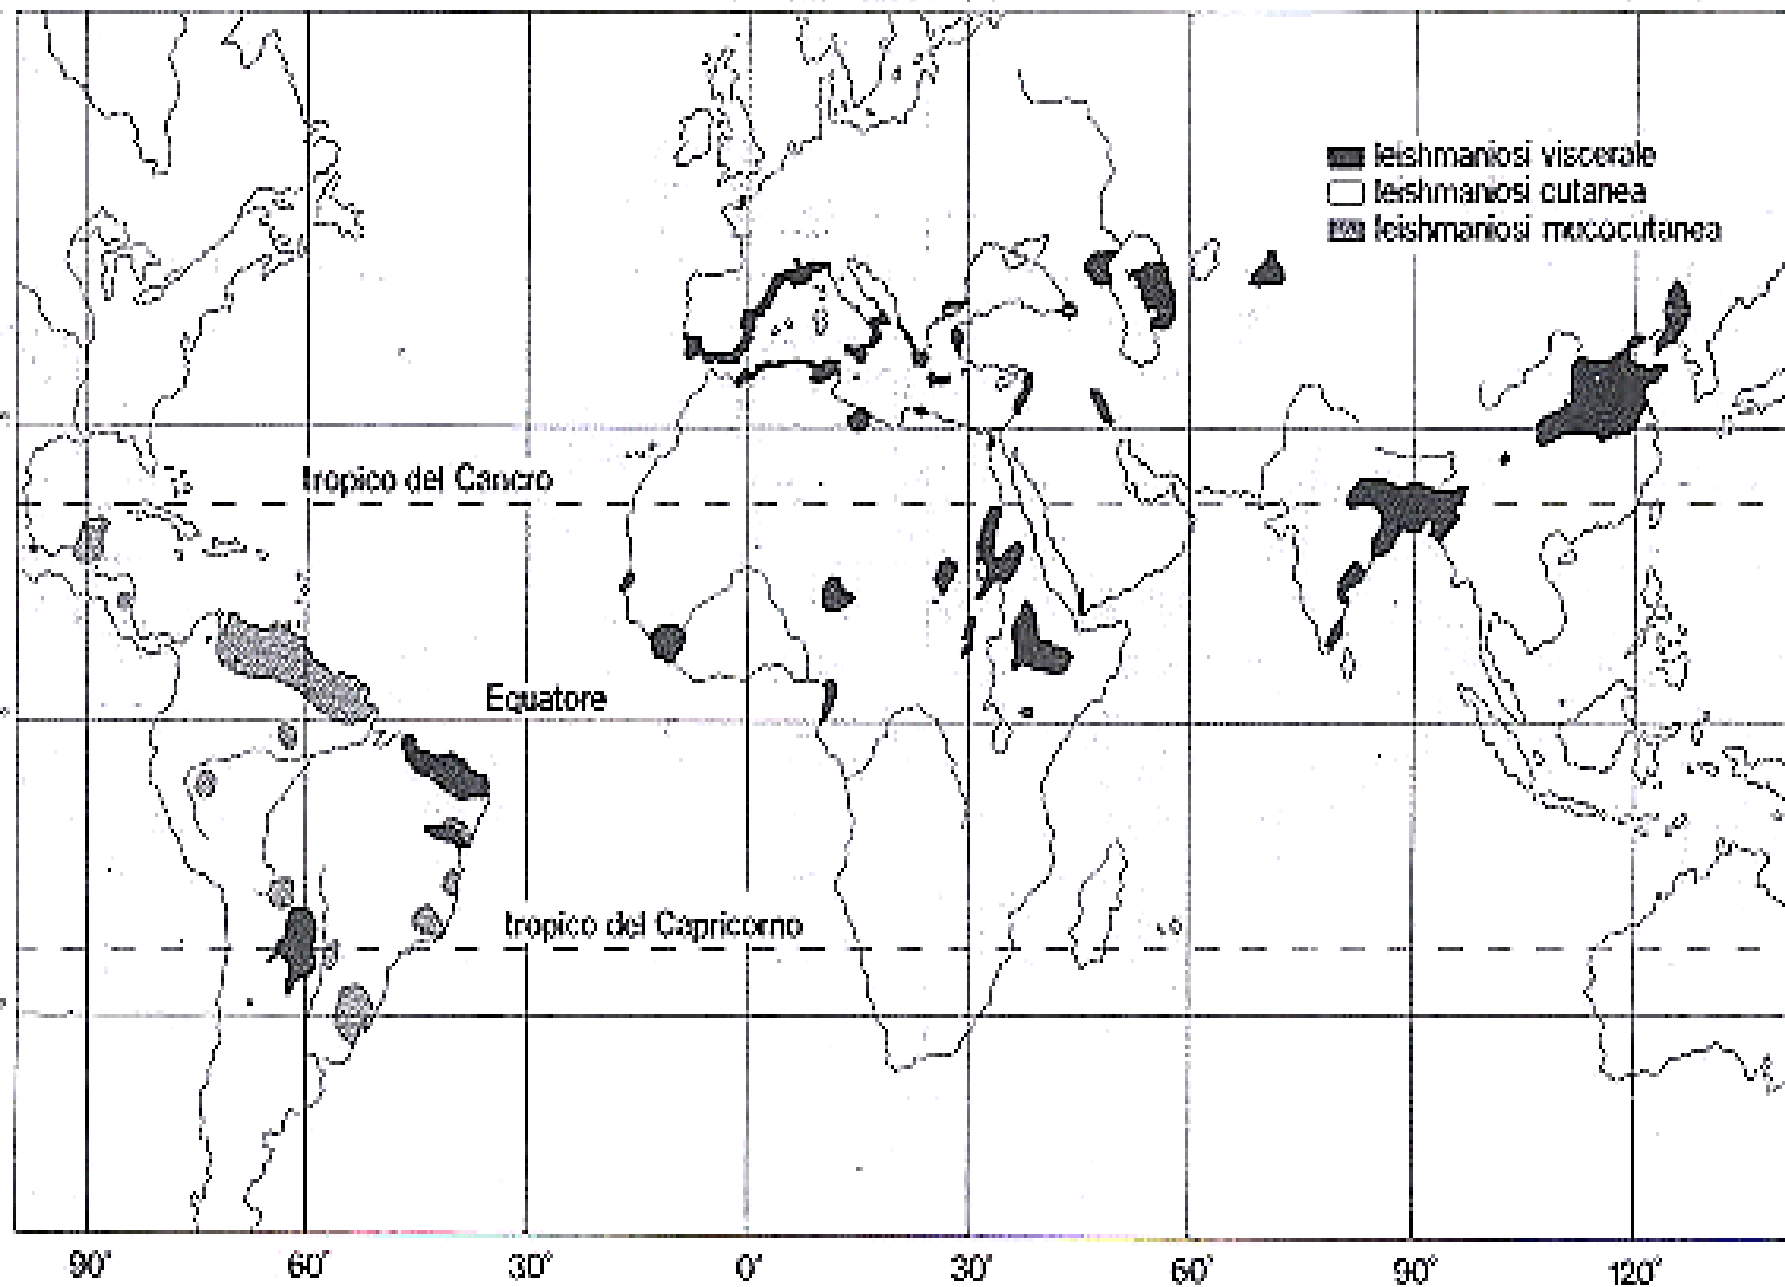 leishmaniosi viscerale
leishmaniosi cutanea
leishmaniosi mucocutanea
tropico del Cancro
Equatore
tropico del Capricorno
90° 60° 30° 0° 30° 60° 90° 120°